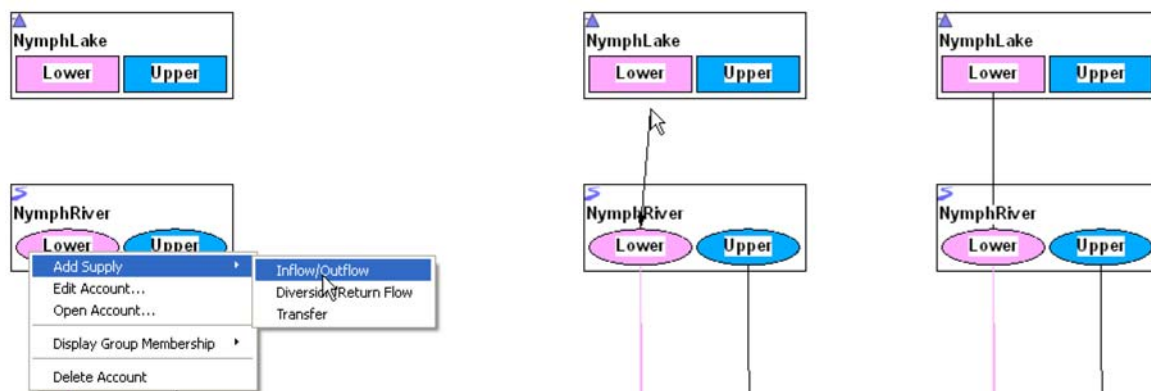 NymphLake
Lower Upper
NymphRiver
Lower Upper
Add Supply
Edit Account...
Open Account...
Display Group Membership
Delete Account
Inflow/Outflow
Diversion/Return Flow
Transfer
NymphLake
Lower Upper
NymphRiver
Lower Upper
NymphLake
Lower Upper
NymphRiver
Lower Upper